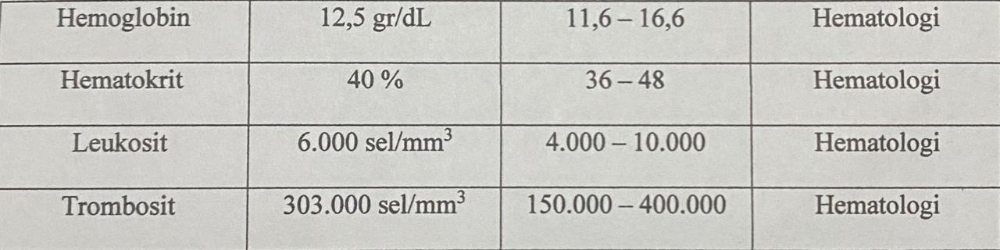 Hemoglobin 12,5 gr/dL 11,6 – 16,6 Hematologi
Hematokrit 40 % 36 – 48 Hematologi
Leukosit 6.000 sel/mm³ 4.000 – 10.000 Hematologi
Trombosit 303.000 sel/mm³ 150.000 – 400.000 Hematologi